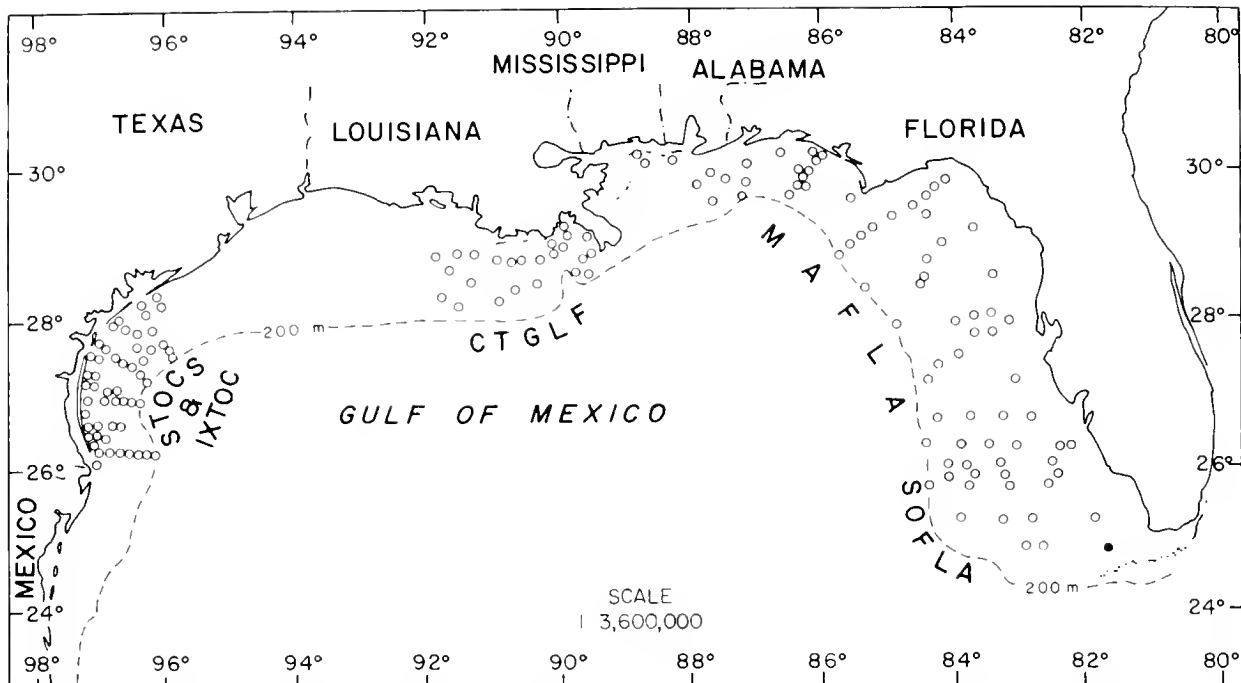 98° 96° 94° 92° 90° 88° 86° 84° 82° 80°
MISSISSIPPI ALABAMA
TEXAS LOUISIANA FLORIDA
30° 30°
MAFLA
28° 200 m 28°
CTGLF
STOCS
&
IXTOC
GULF OF MEXICO
26° 26°
SOFLA
MEXICO
200 m
SCALE
24° 1 3,600,000 24°
98° 96° 94° 92° 90° 88° 86° 84° 82° 80°